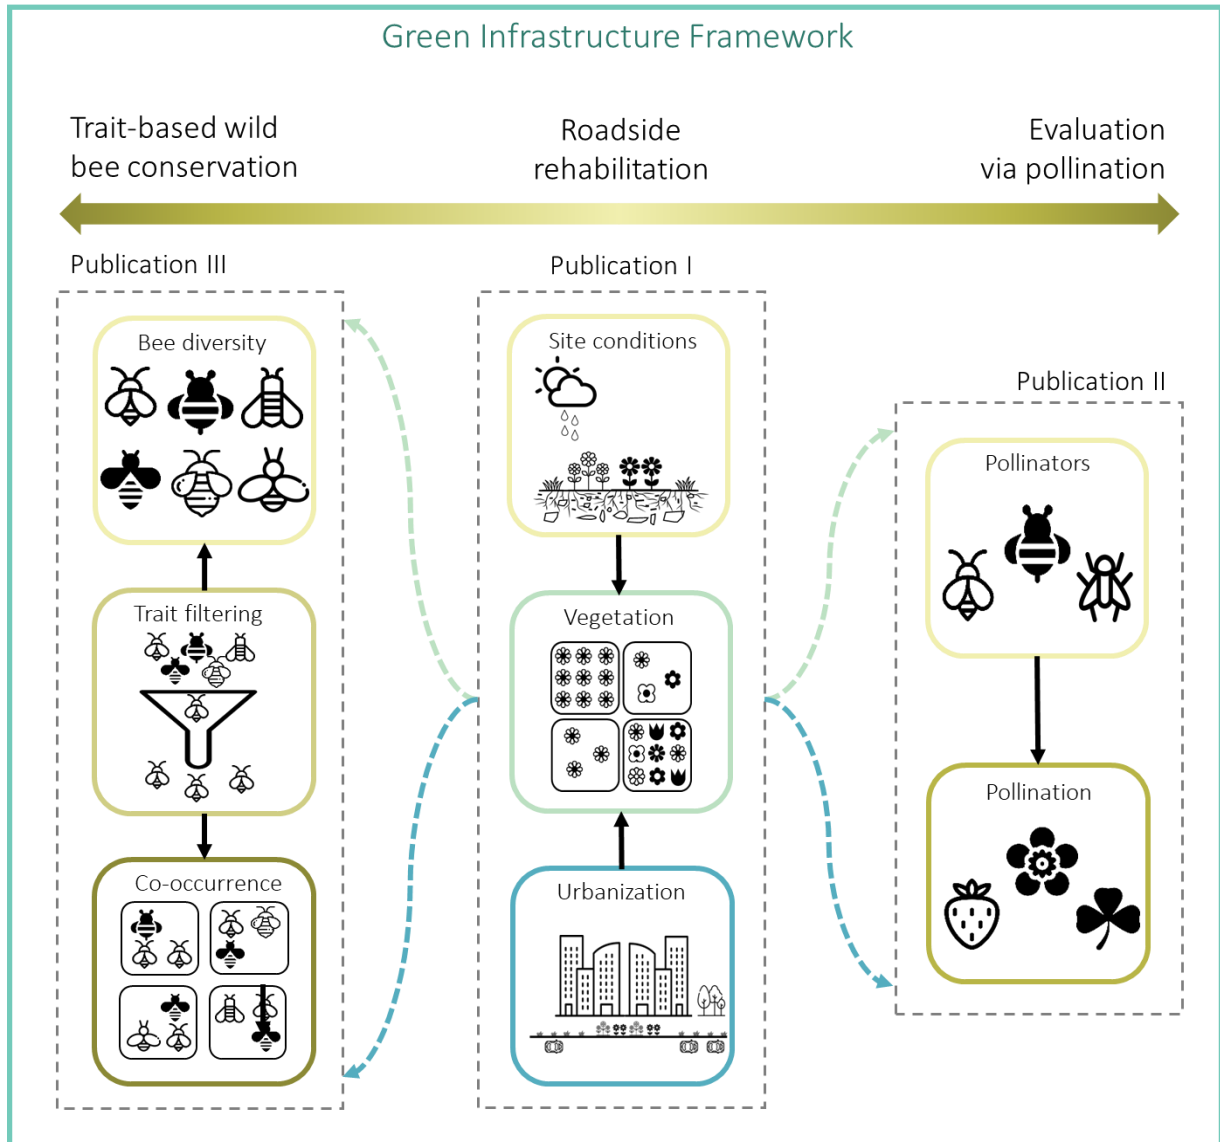 Green Infrastructure Framework
Trait-based wild
bee conservation
Roadside
rehabilitation
Evaluation
via pollination
Publication III
Bee diversity
Trait filtering
Co-occurrence
Publication I
Site conditions
Vegetation
Urbanization
Publication II
Pollinators
Pollination